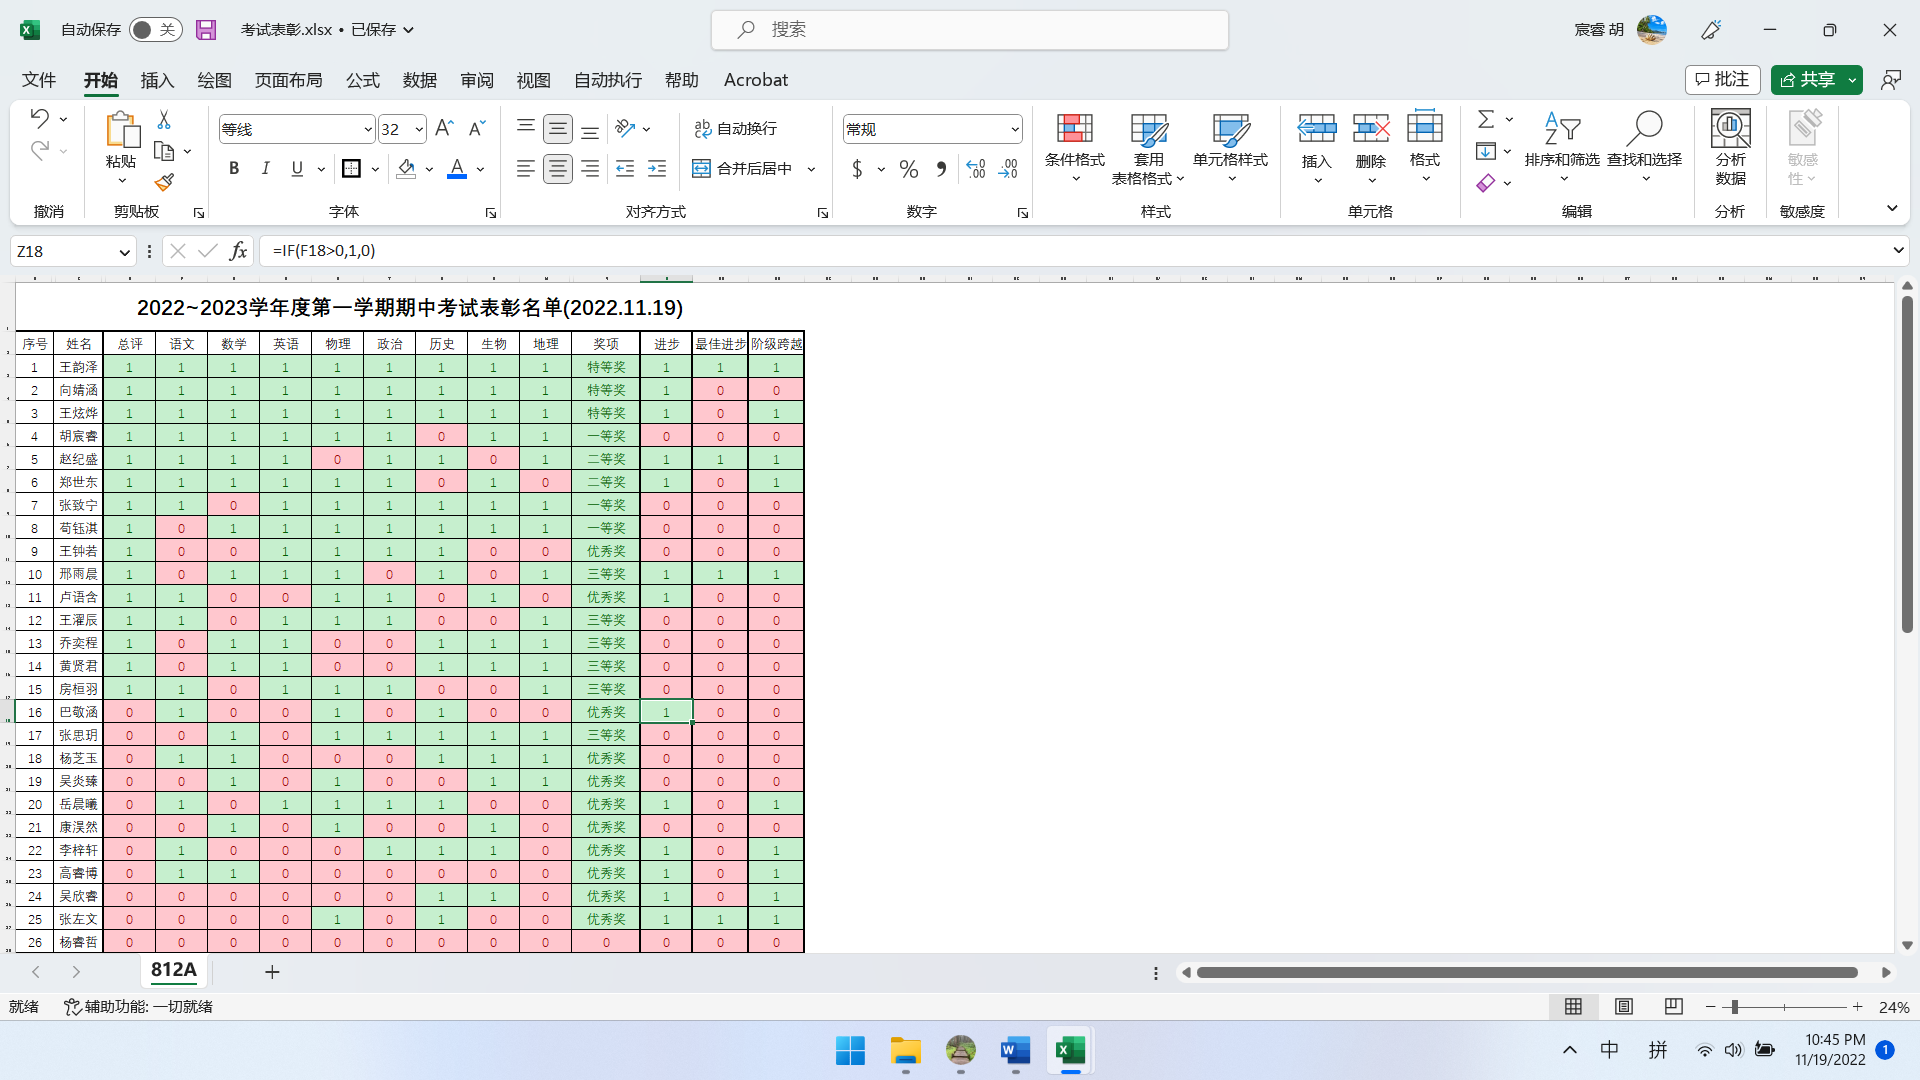 自动保存 关 考试表彰.xlsx • 已保存 搜索 宸睿 胡
文件 开始 插入 绘图 页面布局 公式 数据 审阅 视图 自动执行 帮助 Acrobat 批注 共享
粘贴 等线 32 自动换行 常规 条件格式 套用 表格格式 单元格样式 插入 删除 格式 排序和筛选 查找和选择 分析 数据 敏感 性
B I U 合并后居中 $ %
撤消 剪贴板 字体 对齐方式 数字 样式 单元格 编辑 分析 敏感度
Z18 fx =IF(F18>0,1,0)
2022~2023学年度第一学期期中考试表彰名单(2022.11.19)
序号 姓名 总评 语文 数学 英语 物理 政治 历史 生物 地理 奖项 进步 最佳进步 阶级跨越
1 王韵泽 1 1 1 1 1 1 1 1 1 特等奖 1 1 1
2 向婧涵 1 1 1 1 1 1 1 1 1 特等奖 1 0 0
3 王炫烨 1 1 1 1 1 1 1 1 1 特等奖 1 0 1
4 胡宸睿 1 1 1 1 1 1 0 1 1 一等奖 0 0 0
5 赵纪盛 1 1 1 1 0 1 1 0 1 二等奖 1 1 1
6 郑世东 1 1 1 1 1 1 0 1 0 二等奖 1 0 1
7 张致宁 1 1 0 1 1 1 1 1 1 一等奖 0 0 0
8 荀钰淇 1 0 1 1 1 1 1 1 1 一等奖 0 0 0
9 王钟若 1 0 0 1 1 1 1 0 0 优秀奖 0 0 0
10 邢雨晨 1 0 1 1 1 0 1 0 1 三等奖 1 1 1
11 卢语含 1 1 0 0 1 1 0 1 0 优秀奖 1 0 0
12 王濯辰 1 1 0 1 1 1 0 0 1 三等奖 0 0 0
13 乔奕程 1 0 1 1 0 0 1 1 1 三等奖 0 0 0
14 黄贤君 1 0 1 1 0 0 1 1 1 三等奖 0 0 0
15 房桓羽 1 1 0 1 1 1 0 0 1 三等奖 0 0 0
16 巴敬涵 0 1 0 0 1 0 1 0 0 优秀奖 1 0 0
17 张思玥 0 0 1 0 1 1 1 1 1 三等奖 0 0 0
18 杨芝玉 0 1 1 0 0 0 1 1 1 优秀奖 0 0 0
19 吴炎臻 0 0 1 0 1 0 0 1 1 优秀奖 0 0 0
20 岳晨曦 0 1 0 1 1 1 1 0 0 优秀奖 1 0 1
21 康淏然 0 0 1 0 1 0 0 1 0 优秀奖 0 0 0
22 李梓轩 0 1 0 0 0 1 1 1 0 优秀奖 1 0 1
23 高睿博 0 1 1 0 0 0 0 0 0 优秀奖 1 0 1
24 吴欣睿 0 0 0 0 0 0 1 1 0 优秀奖 1 0 1
25 张左文 0 0 0 0 1 0 1 0 0 优秀奖 1 1 1
26 杨睿哲 0 0 0 0 0 0 0 0 0 0 0 0 0
812A
就绪 辅助功能: 一切就绪 24%
中 拼 10:45 PM 1
11/19/2022